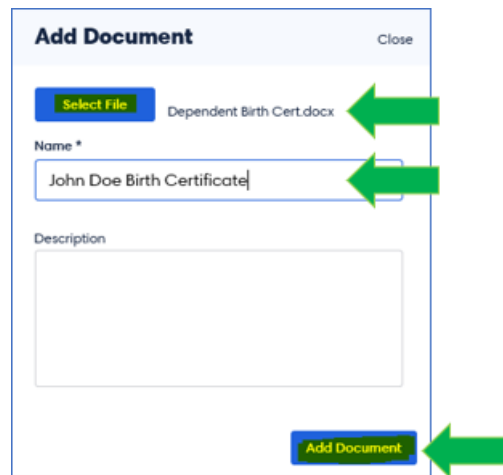 Add Document Close
Select File Dependent Birth Cert.docx
Name *
John Doe Birth Certificate
Description
Add Document